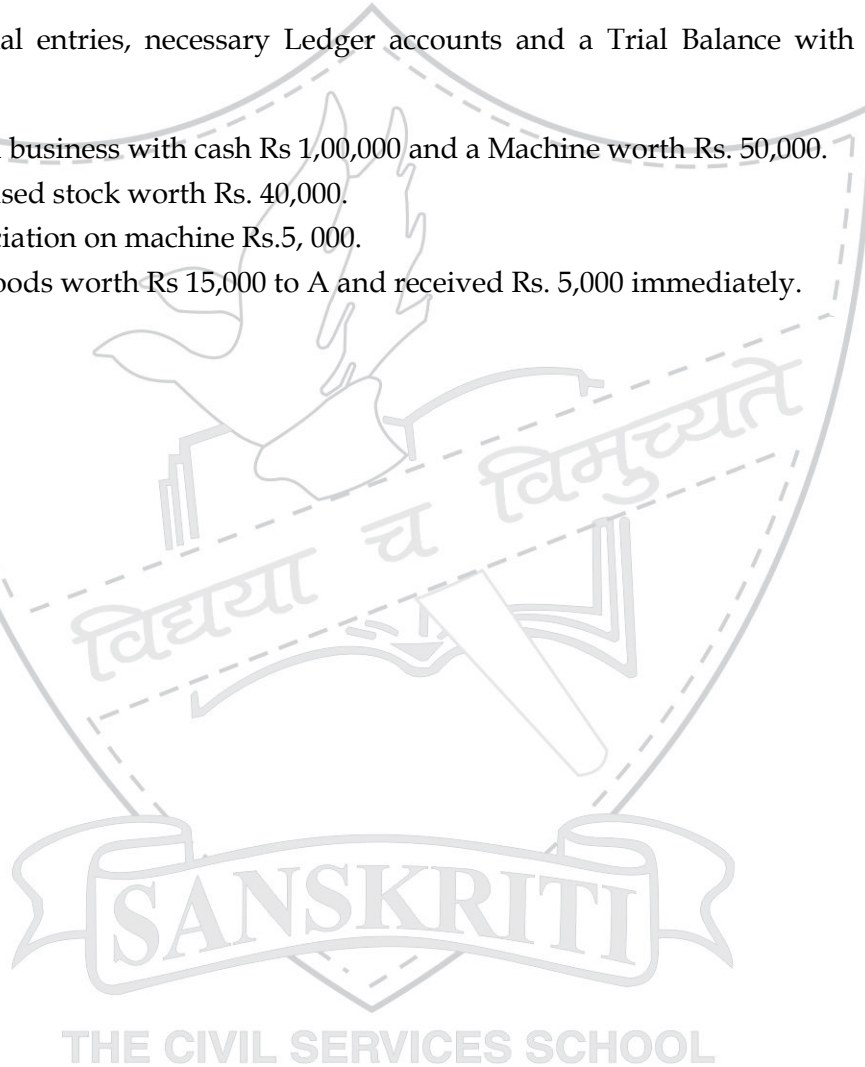 al entries, necessary Ledger accounts and a Trial Balance with
business with cash Rs 1,00,000 and a Machine worth Rs. 50,000.
sed stock worth Rs. 40,000.
ciation on machine Rs.5, 000.
oods worth Rs 15,000 to A and received Rs. 5,000 immediately.
विद्यया च विमुच्यते
SANSKRITI
THE CIVIL SERVICES SCHOOL